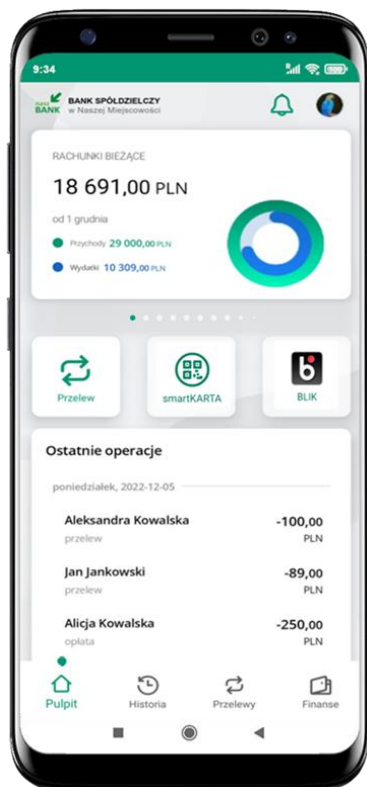 9:34
nasz
BANK
BANK SPÓŁDZIELCZY
w Naszej Miejscowości
RACHUNKI BIEŻĄCE
18 691,00 PLN
od 1 grudnia
Przychody 29 000,00 PLN
Wydatki 10 309,00 PLN
Przelew
smartKARTA
BLIK
Ostatnie operacje
poniedziałek, 2022-12-05
Aleksandra Kowalska -100,00
przelew PLN
Jan Jankowski -89,00
przelew PLN
Alicja Kowalska -250,00
opłata PLN
Pulpit Historia Przelewy Finanse